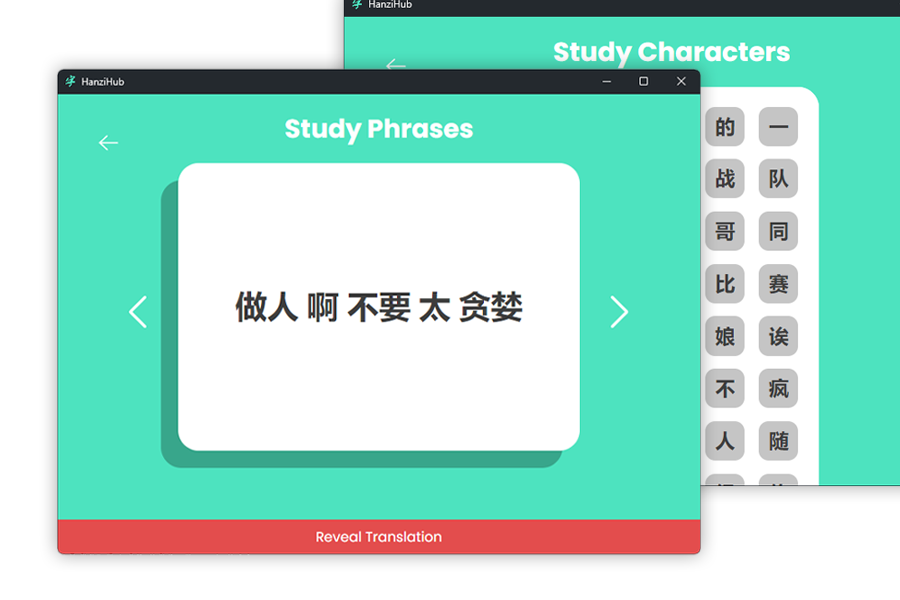 HanziHub
Study Characters
HanziHub
Study Phrases
做人 啊 不要 太 贪婪
Reveal Translation
的 一
战 队
哥 同
比 赛
娘 诶
不 疯
人 随